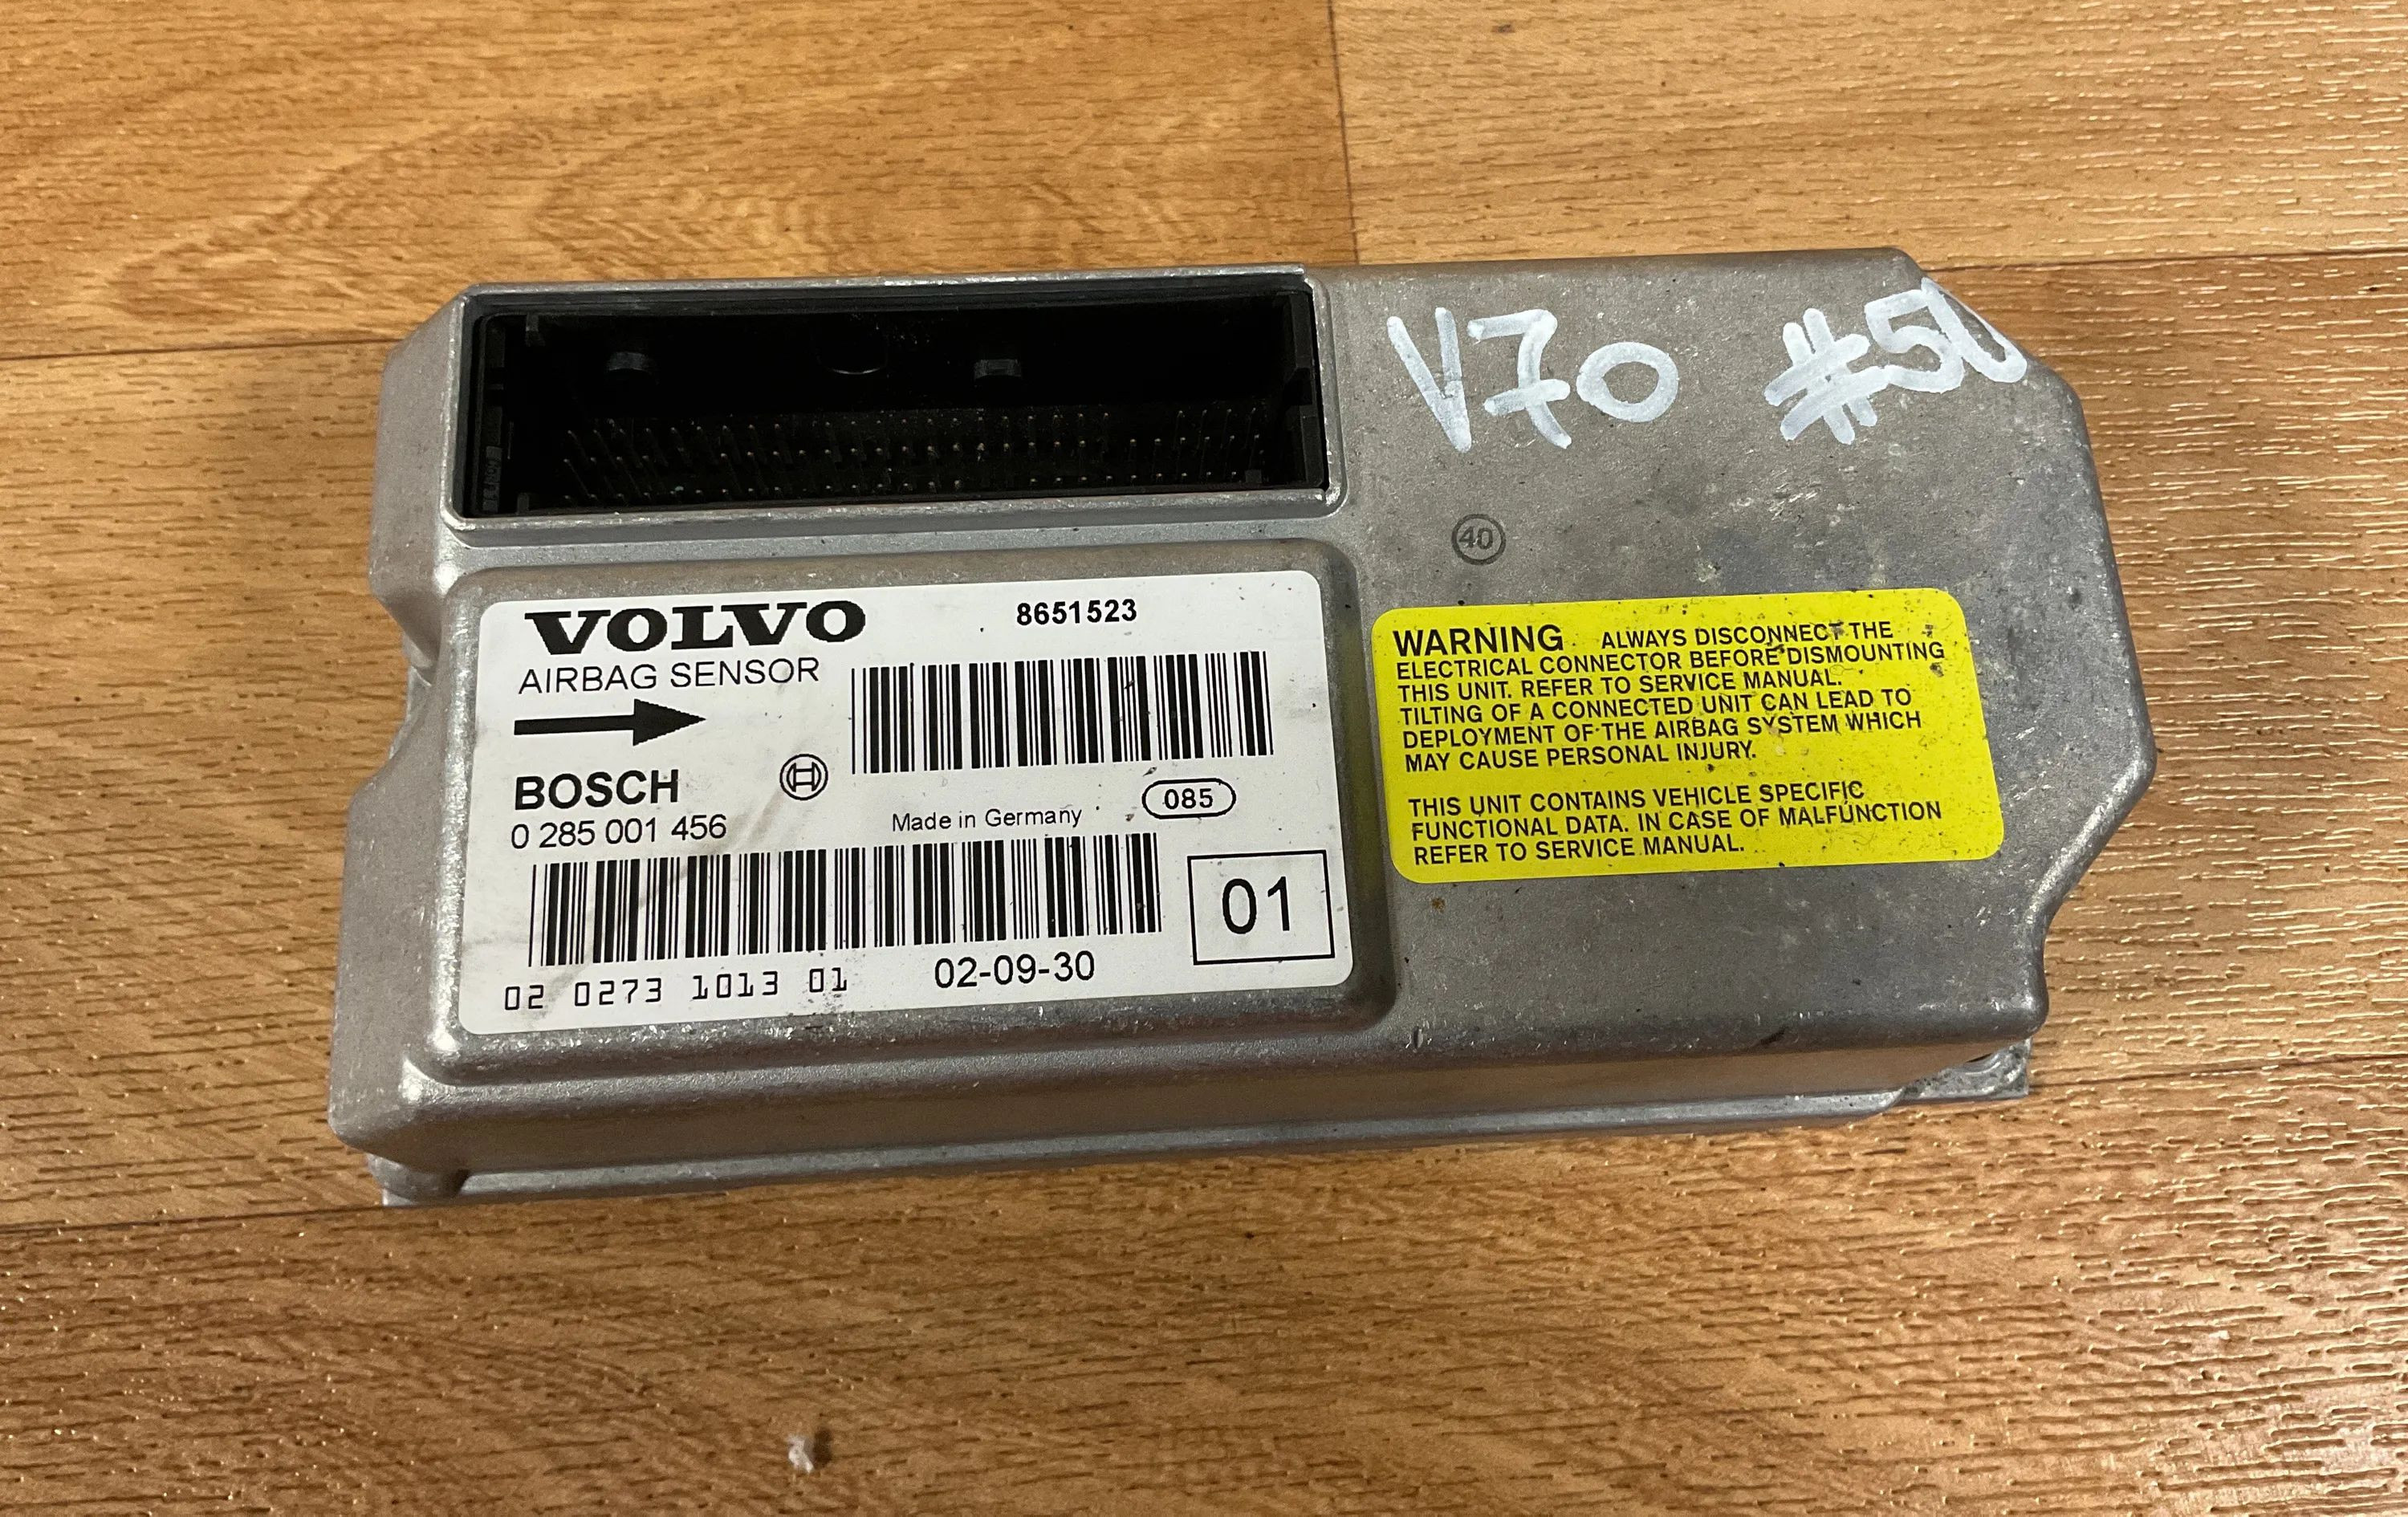 V70 #50
40
VOLVO
8651523
AIRBAG SENSOR
BOSCH
0 285 001 456
Made in Germany
085
01
02 0273 1013 01
02-09-30
WARNING ALWAYS DISCONNECT THE
ELECTRICAL CONNECTOR BEFORE DISMOUNTING
THIS UNIT. REFER TO SERVICE MANUAL.
TILTING OF A CONNECTED UNIT CAN LEAD TO
DEPLOYMENT OF THE AIRBAG SYSTEM WHICH
MAY CAUSE PERSONAL INJURY.
THIS UNIT CONTAINS VEHICLE SPECIFIC
FUNCTIONAL DATA. IN CASE OF MALFUNCTION
REFER TO SERVICE MANUAL.